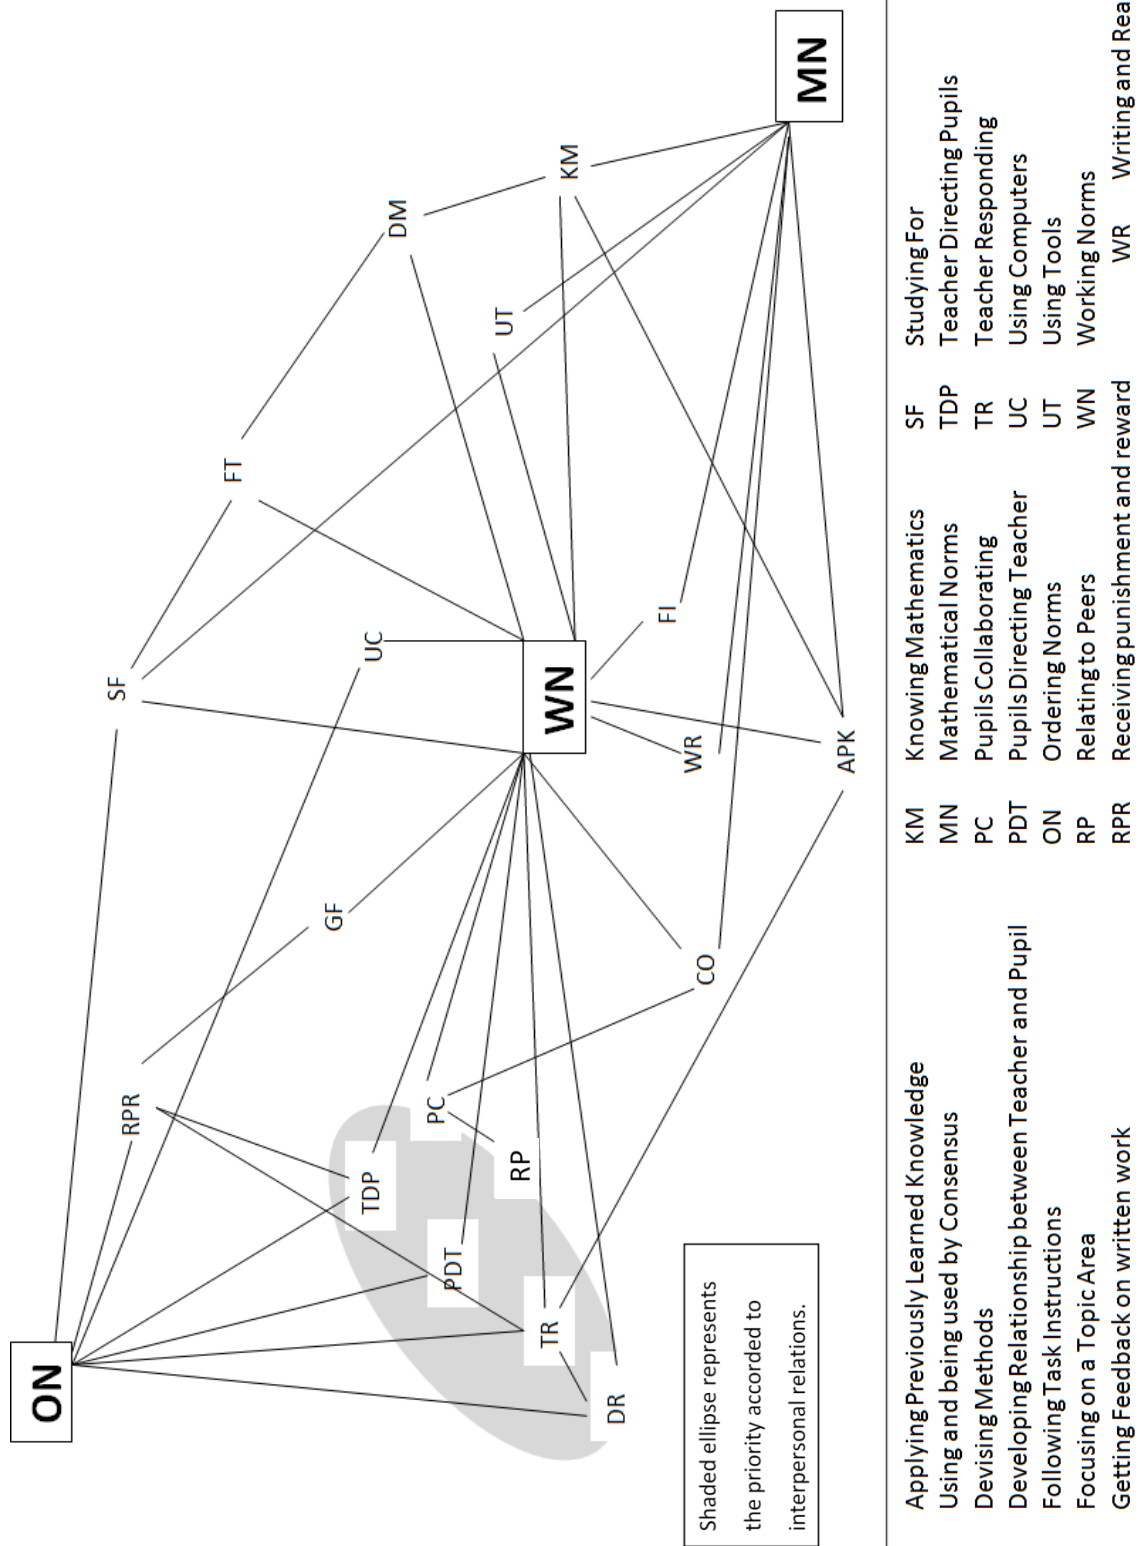 ON
SF
RPR
FT
GF
TDP
UC
DM
PC
PDT
UT
RP
TR
WN
KM
DR
FI
WR
CO
MN
APK
Shaded ellipse represents
the priority accorded to
interpersonal relations.
Applying Previously Learned Knowledge KM Knowing Mathematics SF Studying For
Using and being used by Consensus MN Mathematical Norms TDP Teacher Directing Pupils
Devising Methods PC Pupils Collaborating TR Teacher Responding
Developing Relationship between Teacher and Pupil PDT Pupils Directing Teacher UC Using Computers
Following Task Instructions ON Ordering Norms UT Using Tools
Focusing on a Topic Area RP Relating to Peers WN Working Norms
Getting Feedback on written work RPR Receiving punishment and reward WR Writing and Rea